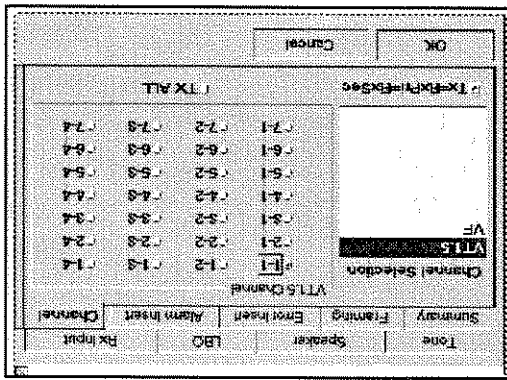 Tone Speaker LBO Rx Input
Summary Framing Error Insert Alarm Insert Channel
VT1.5 Channel
Channel Selection
VT1.5
VF
1-1 1-2 1-3 1-4
2-1 2-2 2-3 2-4
3-1 3-2 3-3 3-4
4-1 4-2 4-3 4-4
5-1 5-2 5-3 5-4
6-1 6-2 6-3 6-4
7-1 7-2 7-3 7-4
Tx=RxPri=RxSec TX ALL
OK Cancel